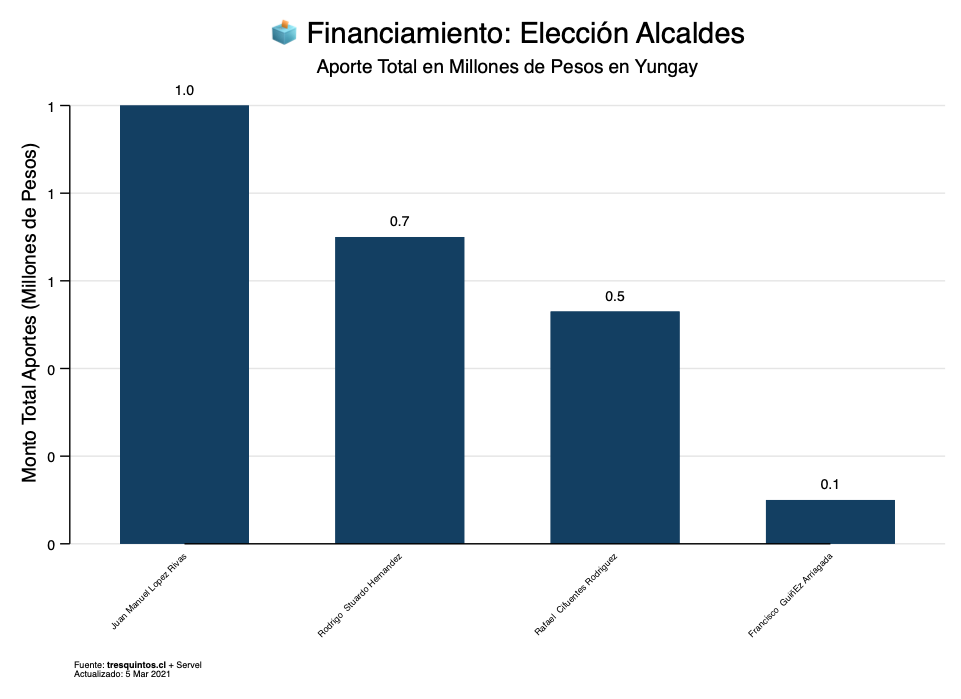 Financiamiento: Elección Alcaldes
Aporte Total en Millones de Pesos en Yungay
Monto Total Aportes (Millones de Pesos)
1
1
1
0
0
0
1.0
0.7
0.5
0.1
Juan Manuel Lopez Rivas
Rodrigo Stuardo Hernandez
Rafael Cifuentes Rodriguez
Francisco GuiñEz Arriagada
Fuente: tresquintos.cl + Servel
Actualizado: 5 Mar 2021